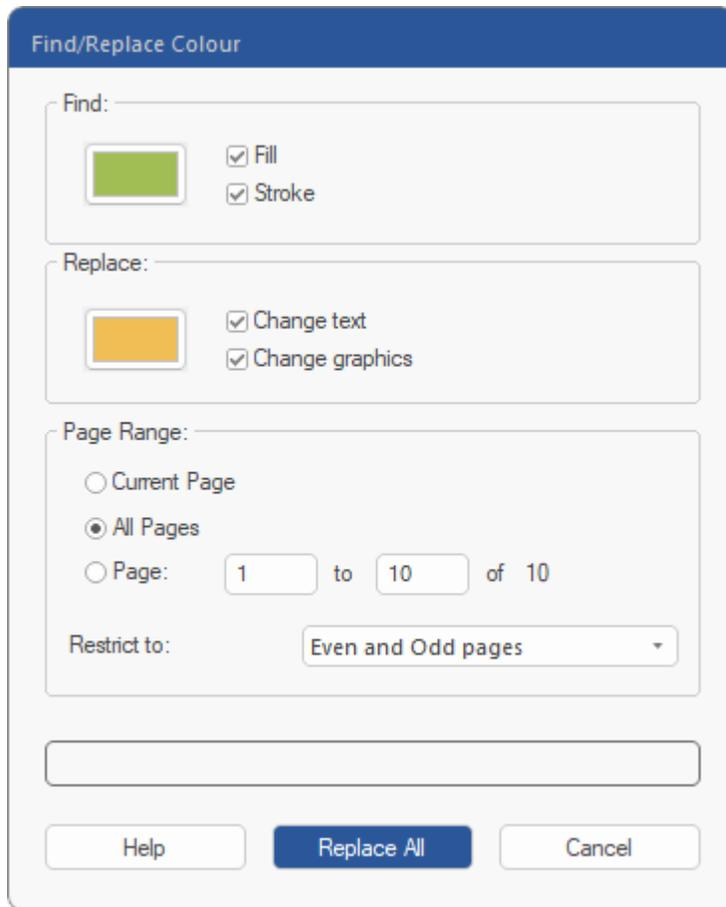 Find/Replace Colour
Find:
Fill
Stroke
Replace:
Change text
Change graphics
Page Range:
Current Page
All Pages
Page: 1 to 10 of 10
Restrict to: Even and Odd pages
Help Replace All Cancel